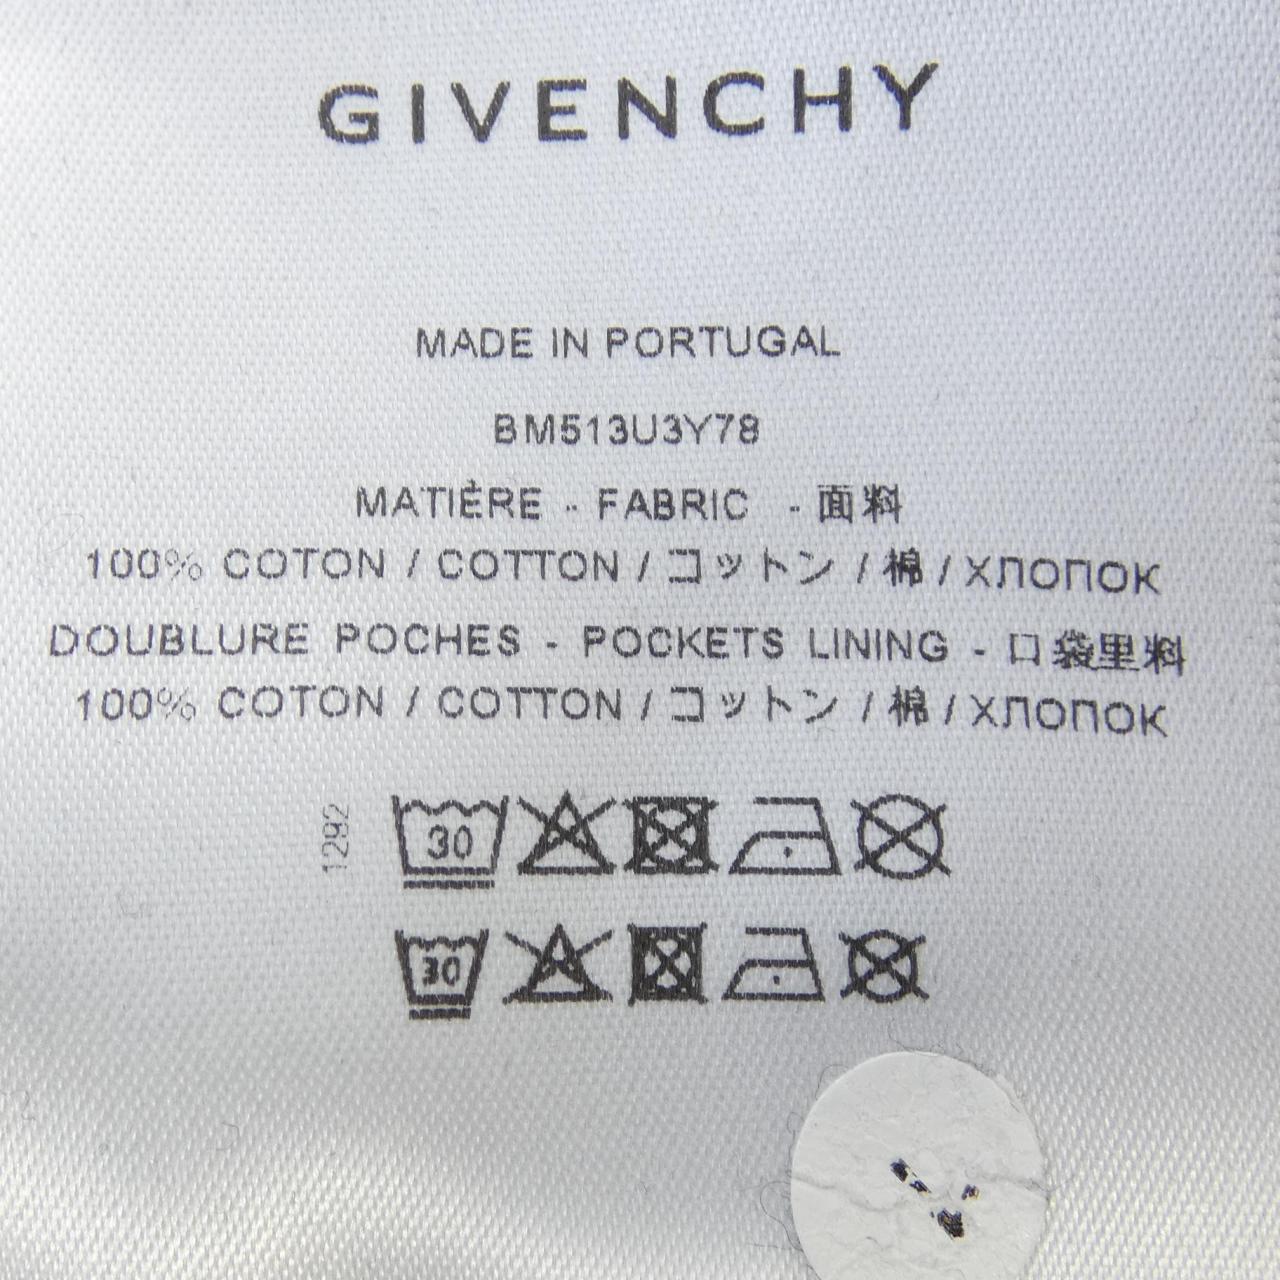 GIVENCHY
MADE IN PORTUGAL
BM513U3Y78
MATIÈRE - FABRIC - 面料
100% COTON / COTTON / コットン / 棉 / ХЛОПОК
DOUBLURE POCHES - POCKETS LINING - 口袋里料
100% COTON / COTTON / コットン / 棉 / ХЛОПОК
1292
30
30